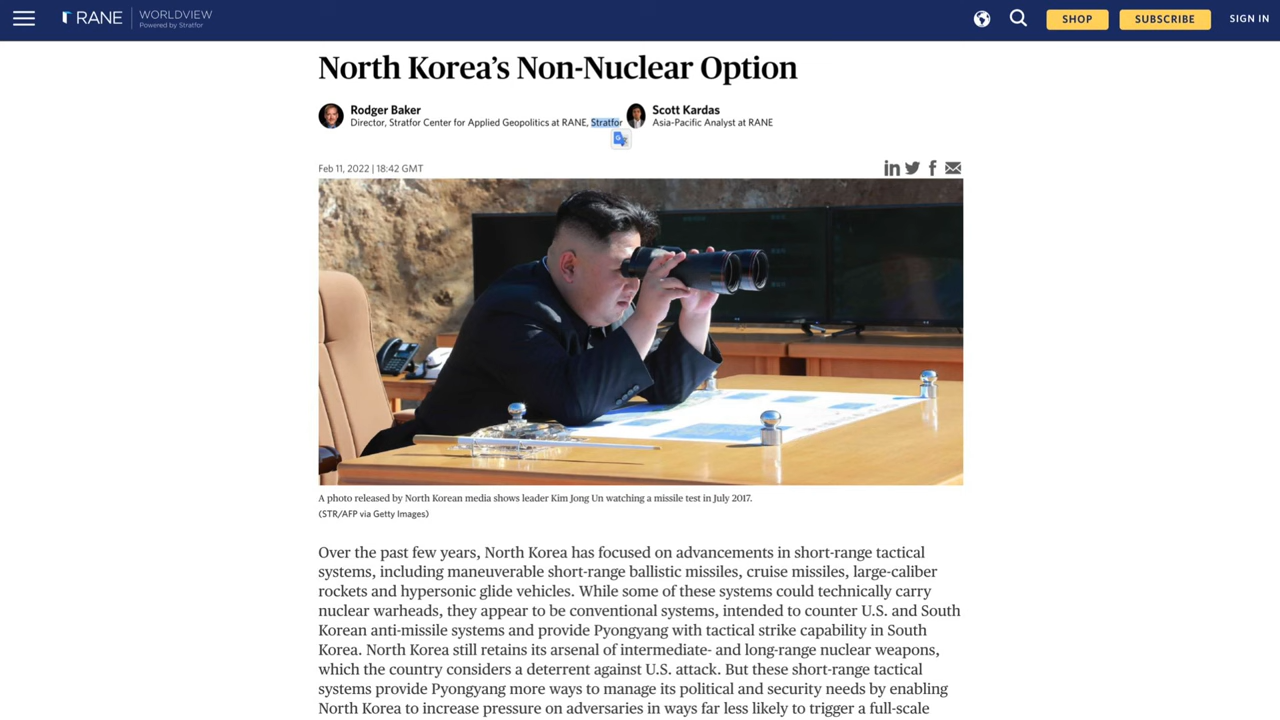 RANE
WORLDVIEW
Powered by Stratfor
SHOP
SUBSCRIBE
SIGN IN
North Korea’s Non-Nuclear Option
Rodger Baker
Director, Stratfor Center for Applied Geopolitics at RANE, Stratfor
Scott Kardas
Asia-Pacific Analyst at RANE
Feb 11, 2022 | 18:42 GMT
A photo released by North Korean media shows leader Kim Jong Un watching a missile test in July 2017.
(STR/AFP via Getty Images)
Over the past few years, North Korea has focused on advancements in short-range tactical
systems, including maneuverable short-range ballistic missiles, cruise missiles, large-caliber
rockets and hypersonic glide vehicles. While some of these systems could technically carry
nuclear warheads, they appear to be conventional systems, intended to counter U.S. and South
Korean anti-missile systems and provide Pyongyang with tactical strike capability in South
Korea. North Korea still retains its arsenal of intermediate- and long-range nuclear weapons,
which the country considers a deterrent against U.S. attack. But these short-range tactical
systems provide Pyongyang more ways to manage its political and security needs by enabling
North Korea to increase pressure on adversaries in ways far less likely to trigger a full-scale